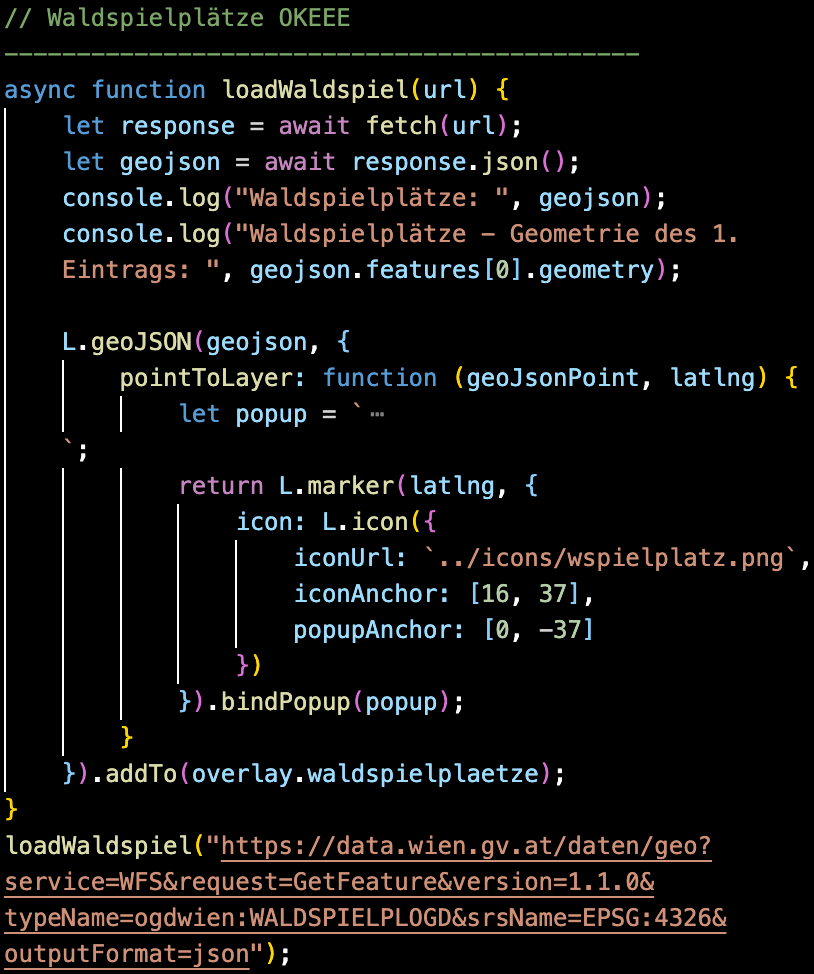 // Waldspielplätze OKEEE
--------------------------------------------
async function loadWaldspiel(url) {
let response = await fetch(url);
let geojson = await response.json();
console.log("Waldspielplätze: ", geojson);
console.log("Waldspielplätze - Geometrie des 1.
Eintrags: ", geojson.features[0].geometry);
L.geoJSON(geojson, {
pointToLayer: function (geoJsonPoint, latlng) {
let popup = `⋯
`;
return L.marker(latlng, {
icon: L.icon({
iconUrl: `../icons/wspielplatz.png`,
iconAnchor: [16, 37],
popupAnchor: [0, -37]
})
}).bindPopup(popup);
}
}).addTo(overlay.waldspielplaetze);
}
loadWaldspiel("https://data.wien.gv.at/daten/geo?
service=WFS&request=GetFeature&version=1.1.0&
typeName=ogdwien:WALDSPIELPLOGD&srsName=EPSG:4326&
outputFormat=json");